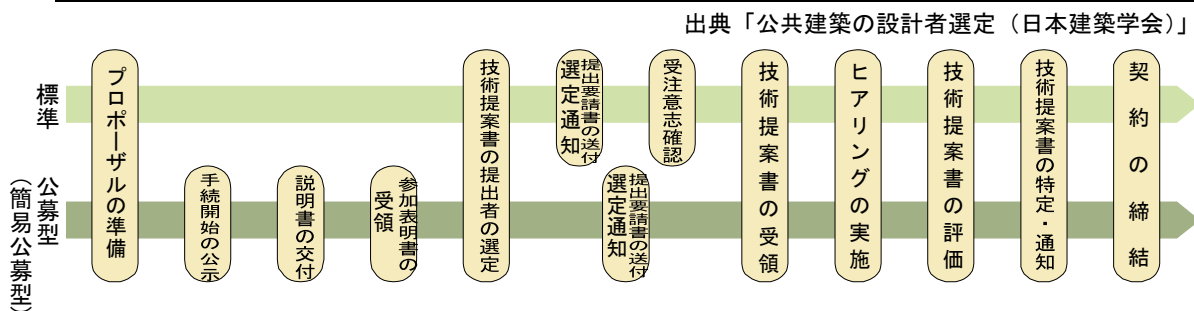 出典「公共建築の設計者選定（日本建築学会）」
標準
公募型
（簡易公募型）
プロポーザルの準備
手続開始の公示
説明書の交付
参加表明書の
受領
技術提案書の提出者の選定
提出要請書の送付
選定通知
提出要請書の送付
選定通知
受注意志確認
技術提案書の受領
ヒアリングの実施
技術提案書の評価
技術提案書の特定・通知
契約の締結